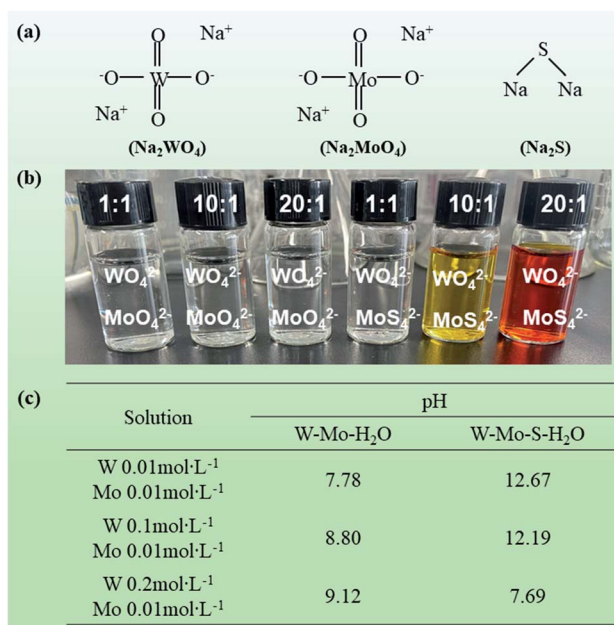 (a)
O
Na⁺
⁻O—W—O⁻
Na⁺
O
(Na₂WO₄)
O
Na⁺
⁻O—Mo—O⁻
Na⁺
O
(Na₂MoO₄)
S
Na Na
(Na₂S)
(b)
1:1 10:1 20:1 1:1 10:1 20:1
WO₄²⁻ WO₄²⁻ WO₄²⁻ WO₄²⁻ WO₄²⁻ WO₄²⁻
MoO₄²⁻ MoO₄²⁻ MoO₄²⁻ MoS₄²⁻ MoS₄²⁻ MoS₄²⁻
(c)
Solution
pH
W-Mo-H₂O W-Mo-S-H₂O
W 0.01mol·L⁻¹
Mo 0.01mol·L⁻¹
7.78 12.67
W 0.1mol·L⁻¹
Mo 0.01mol·L⁻¹
8.80 12.19
W 0.2mol·L⁻¹
Mo 0.01mol·L⁻¹
9.12 7.69